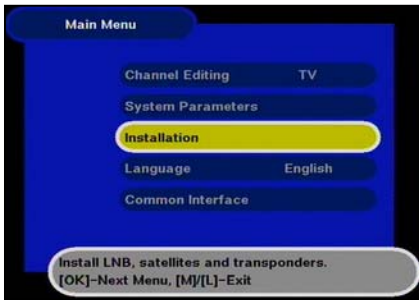 Main Menu
Channel Editing TV
System Parameters
Installation
Language English
Common Interface
Install LNB, satellites and transponders.
[OK]-Next Menu, [M]/[L]-Exit